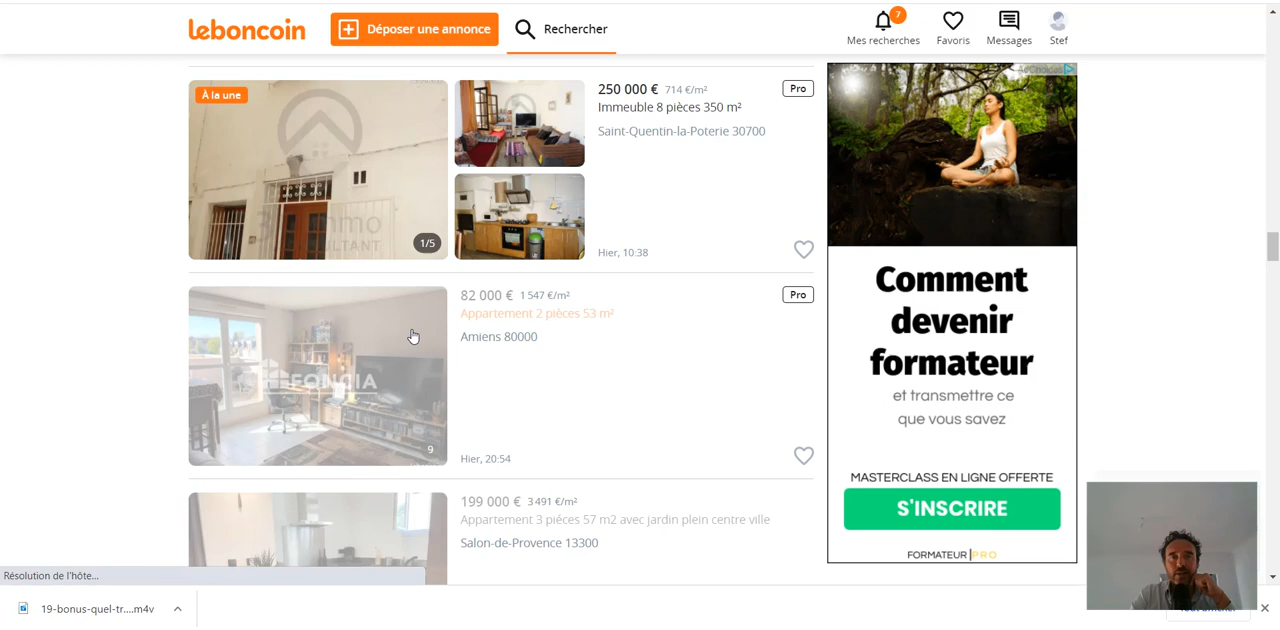 leboncoin
Déposer une annonce
Rechercher
7
Mes recherches
Favoris
Messages
Stef
À la une
1/5
250 000 € 714 €/m²
Pro
Immeuble 8 pièces 350 m²
Saint-Quentin-la-Poterie 30700
Hier, 10:38
FONCIA
9
82 000 € 1 547 €/m²
Pro
Appartement 2 pièces 53 m²
Amiens 80000
Hier, 20:54
199 000 € 3 491 €/m²
Appartement 3 piéces 57 m2 avec jardin plein centre ville
Salon-de-Provence 13300
Comment
devenir
formateur
et transmettre ce
que vous savez
MASTERCLASS EN LIGNE OFFERTE
S'INSCRIRE
FORMATEUR PRO
Résolution de l'hôte...
19-bonus-quel-tr....m4v